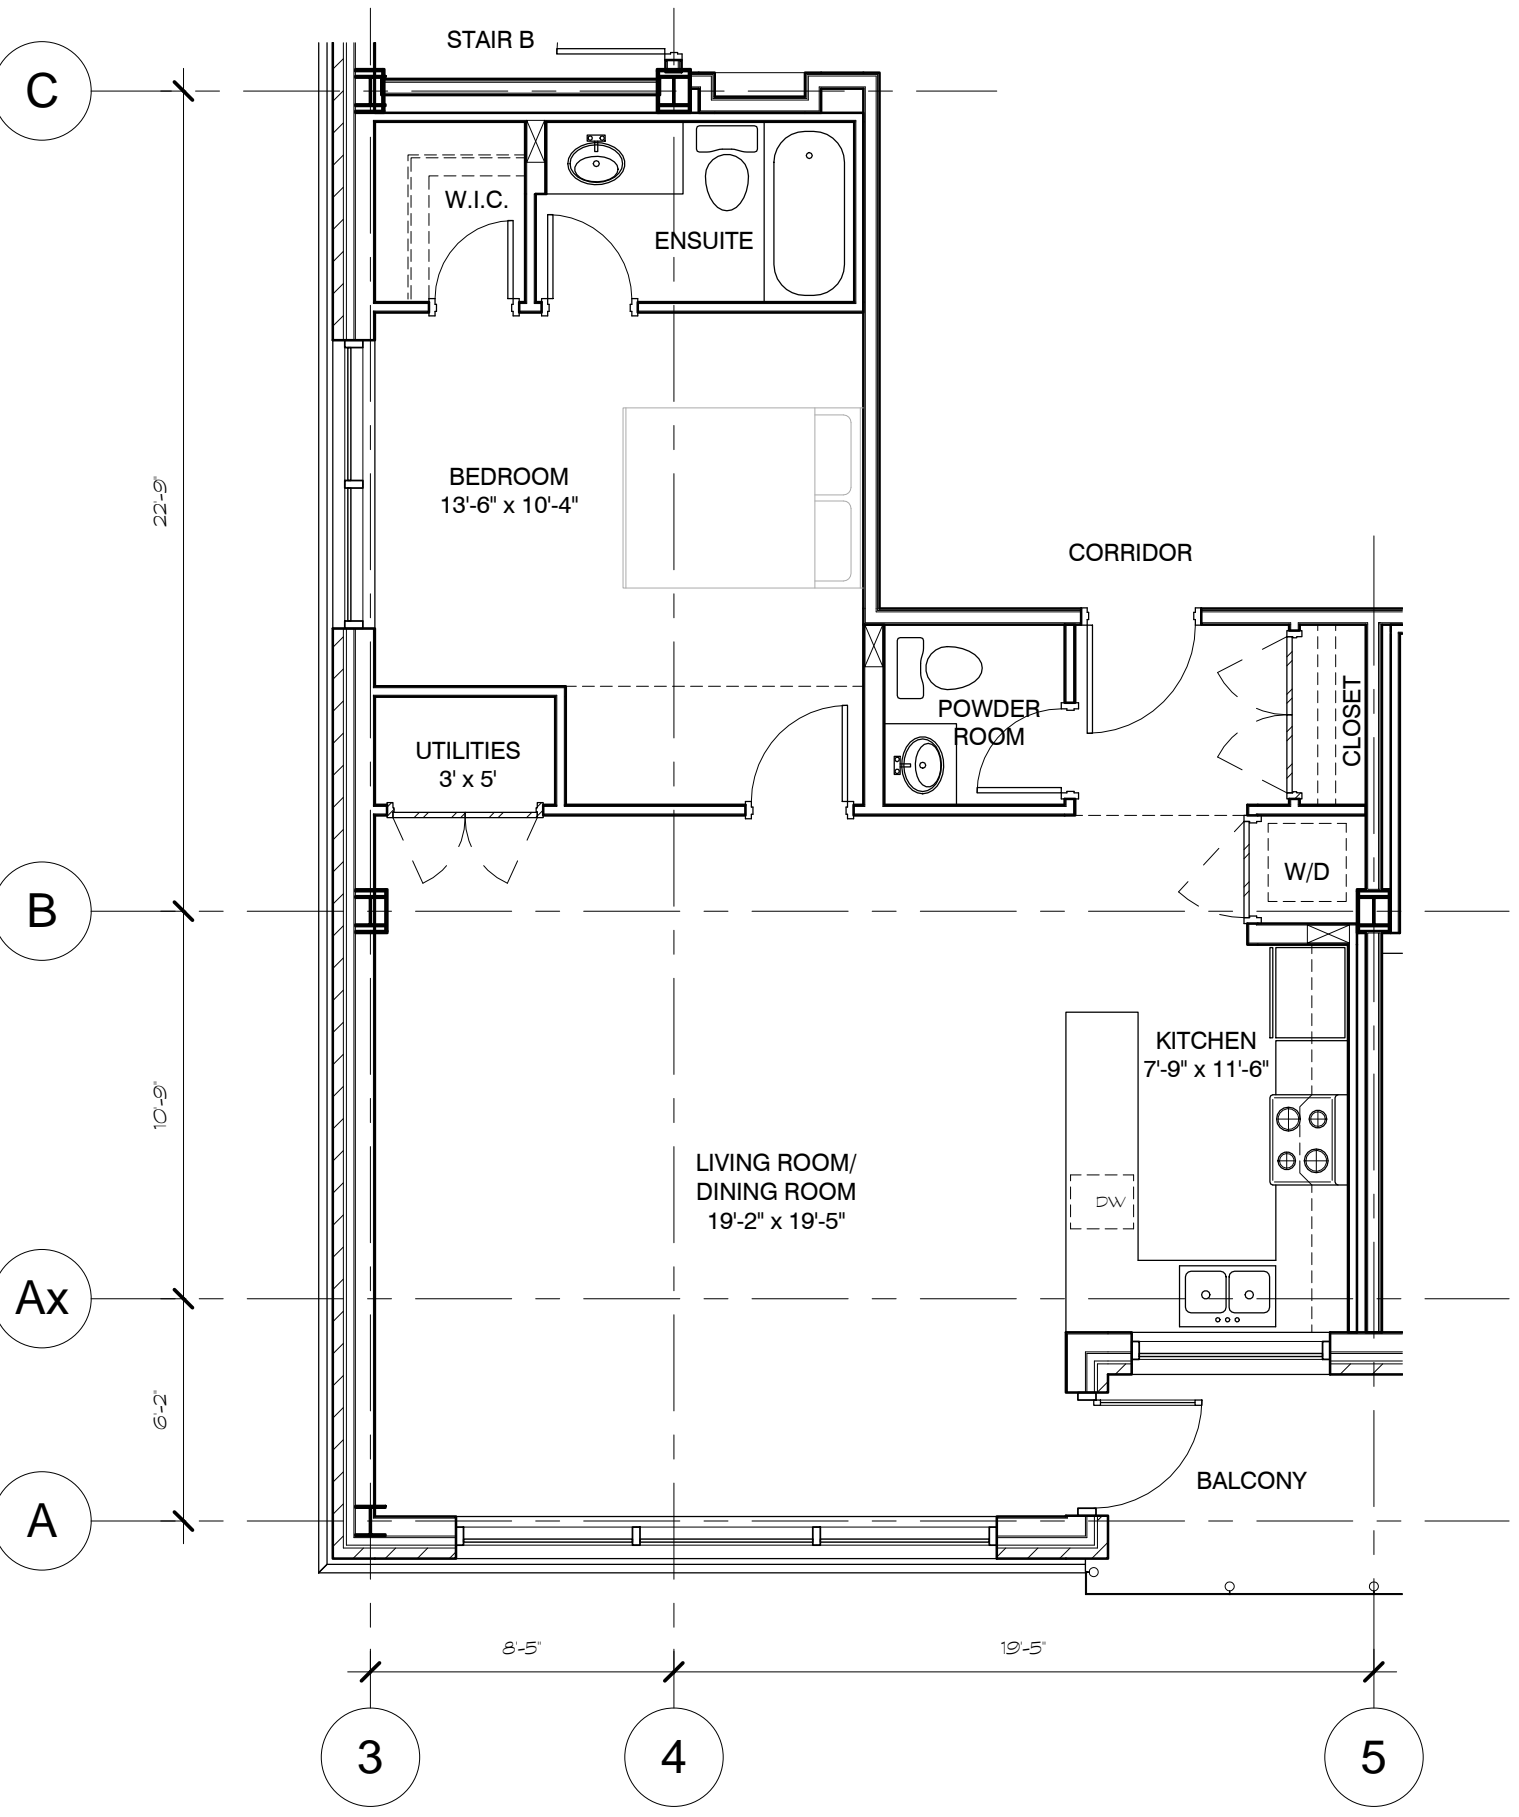 STAIR B
C
W.I.C.
ENSUITE
BEDROOM
13'-6" x 10'-4"
22'-9"
CORRIDOR
POWDER
ROOM
CLOSET
UTILITIES
3' x 5'
W/D
B
KITCHEN
7'-9" x 11'-6"
10'-9"
LIVING ROOM/
DINING ROOM
19'-2" x 19'-5"
DW
Ax
6'-2"
BALCONY
A
8'-5"
19'-5"
3
4
5